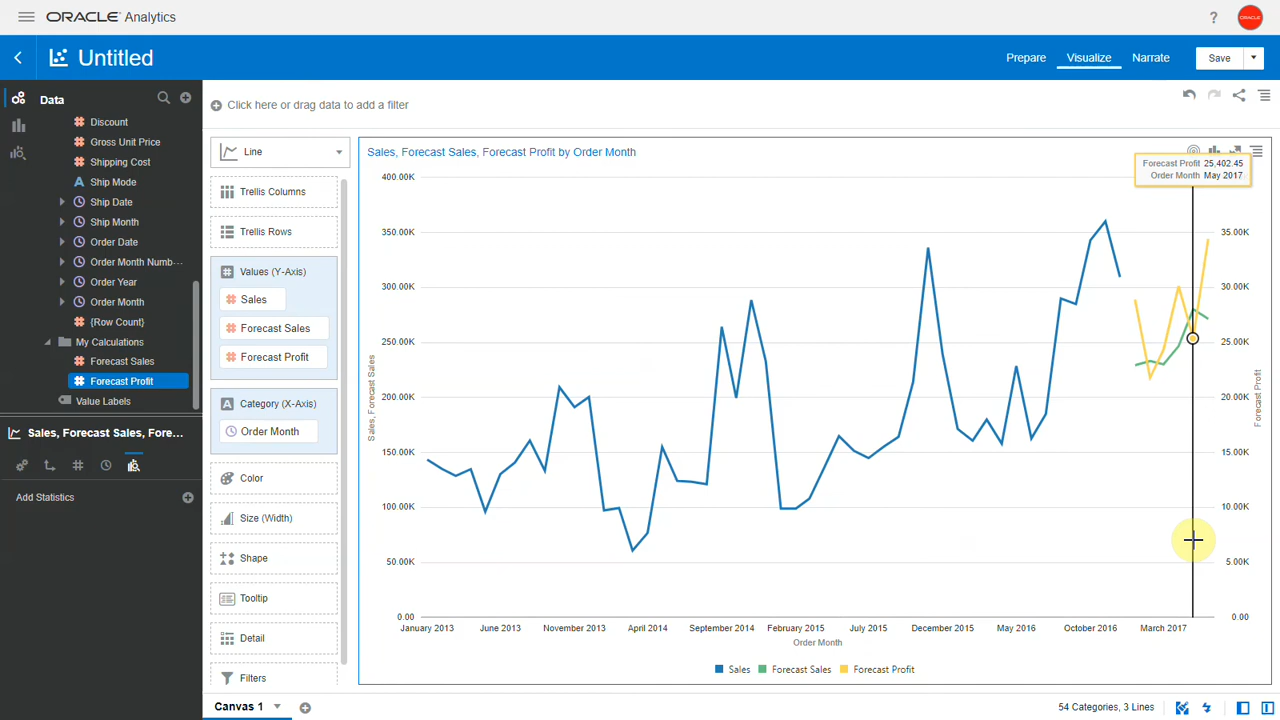 ORACLE Analytics
?
ORACLE
Untitled
Prepare
Visualize
Narrate
Save
Data
Discount
Gross Unit Price
Shipping Cost
A Ship Mode
Ship Date
Ship Month
Order Date
Order Month Numb...
Order Year
Order Month
{Row Count}
My Calculations
Forecast Sales
Forecast Profit
Value Labels
Sales, Forecast Sales, Fore...
Add Statistics
Click here or drag data to add a filter
Line
Trellis Columns
Trellis Rows
Values (Y-Axis)
Sales
Forecast Sales
Forecast Profit
A Category (X-Axis)
Order Month
Color
Size (Width)
Shape
Tooltip
Detail
Filters
Sales, Forecast Sales, Forecast Profit by Order Month
Forecast Profit 25,402.45
Order Month May 2017
400.00K
350.00K
300.00K
250.00K
200.00K
150.00K
100.00K
50.00K
0.00
Sales, Forecast Sales
35.00K
30.00K
25.00K
20.00K
15.00K
10.00K
5.00K
0.00
Forecast Profit
January 2013 June 2013 November 2013 April 2014 September 2014 February 2015 July 2015 December 2015 May 2016 October 2016 March 2017
Order Month
Sales Forecast Sales Forecast Profit
Canvas 1
54 Categories, 3 Lines